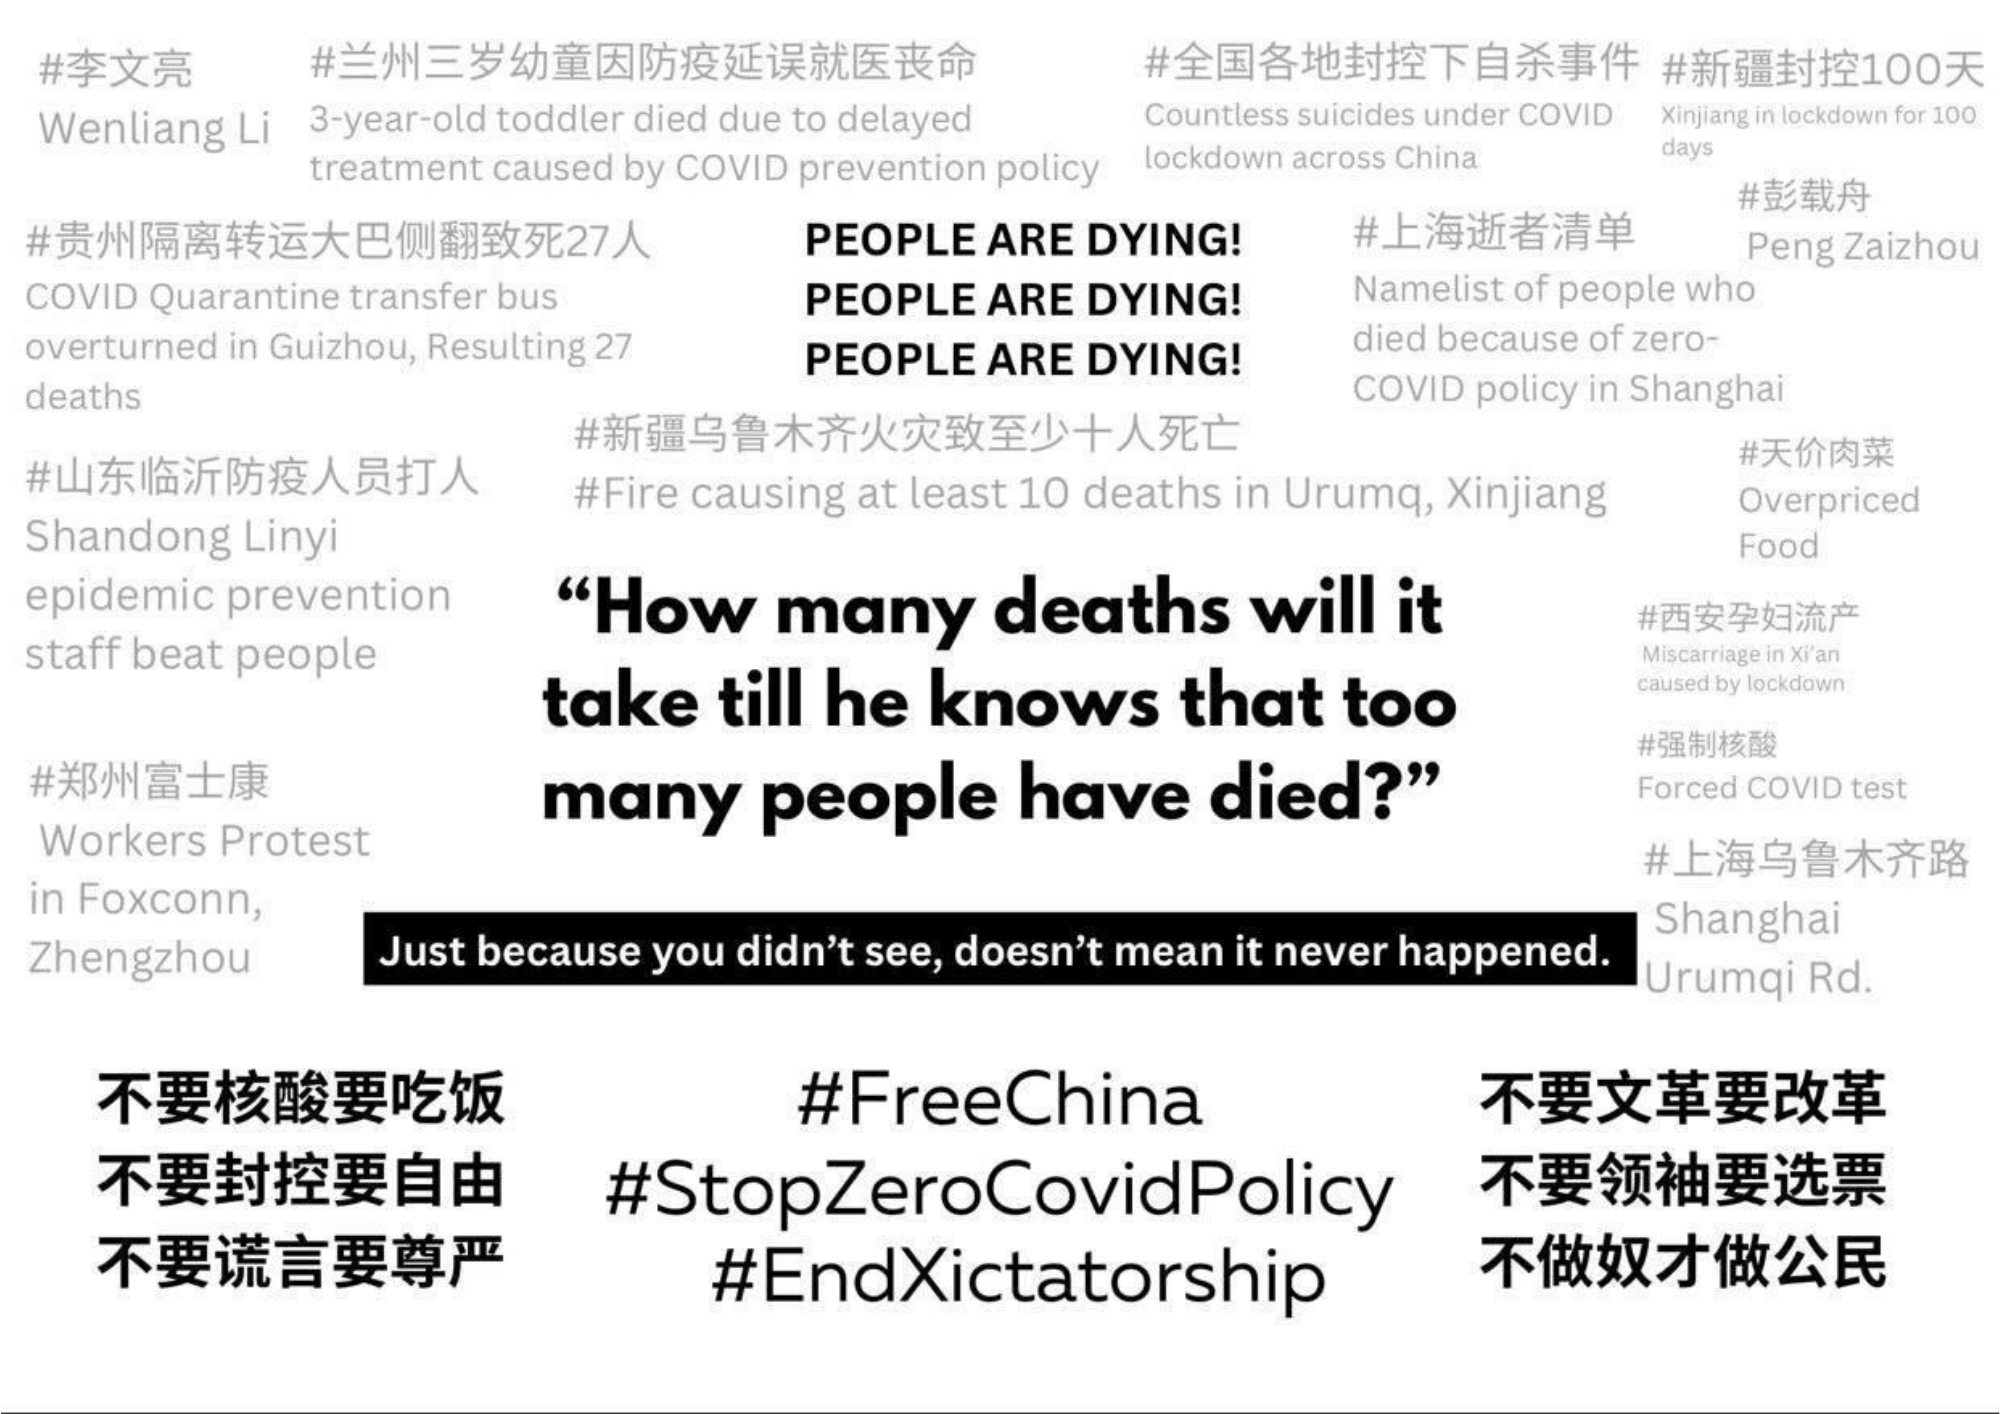 #李文亮
Wenliang Li
#兰州三岁幼童因防疫延误就医丧命
3-year-old toddler died due to delayed
treatment caused by COVID prevention policy
#全国各地封控下自杀事件
Countless suicides under COVID
lockdown across China
#新疆封控100天
Xinjiang in lockdown for 100
days
#彭载舟
Peng Zaizhou
#贵州隔离转运大巴侧翻致死27人
COVID Quarantine transfer bus
overturned in Guizhou, Resulting 27
deaths
PEOPLE ARE DYING!
PEOPLE ARE DYING!
PEOPLE ARE DYING!
#上海逝者清单
Namelist of people who
died because of zero-
COVID policy in Shanghai
#新疆乌鲁木齐火灾致至少十人死亡
#Fire causing at least 10 deaths in Urumq, Xinjiang
#天价肉菜
Overpriced
Food
#山东临沂防疫人员打人
Shandong Linyi
epidemic prevention
staff beat people
“How many deaths will it
take till he knows that too
many people have died?”
#西安孕妇流产
Miscarriage in Xi’an
caused by lockdown
#强制核酸
Forced COVID test
#郑州富士康
Workers Protest
in Foxconn,
Zhengzhou
#上海乌鲁木齐路
Shanghai
Urumqi Rd.
Just because you didn’t see, doesn’t mean it never happened.
不要核酸要吃饭
不要封控要自由
不要谎言要尊严
#FreeChina
#StopZeroCovidPolicy
#EndXictatorship
不要文革要改革
不要领袖要选票
不做奴才做公民